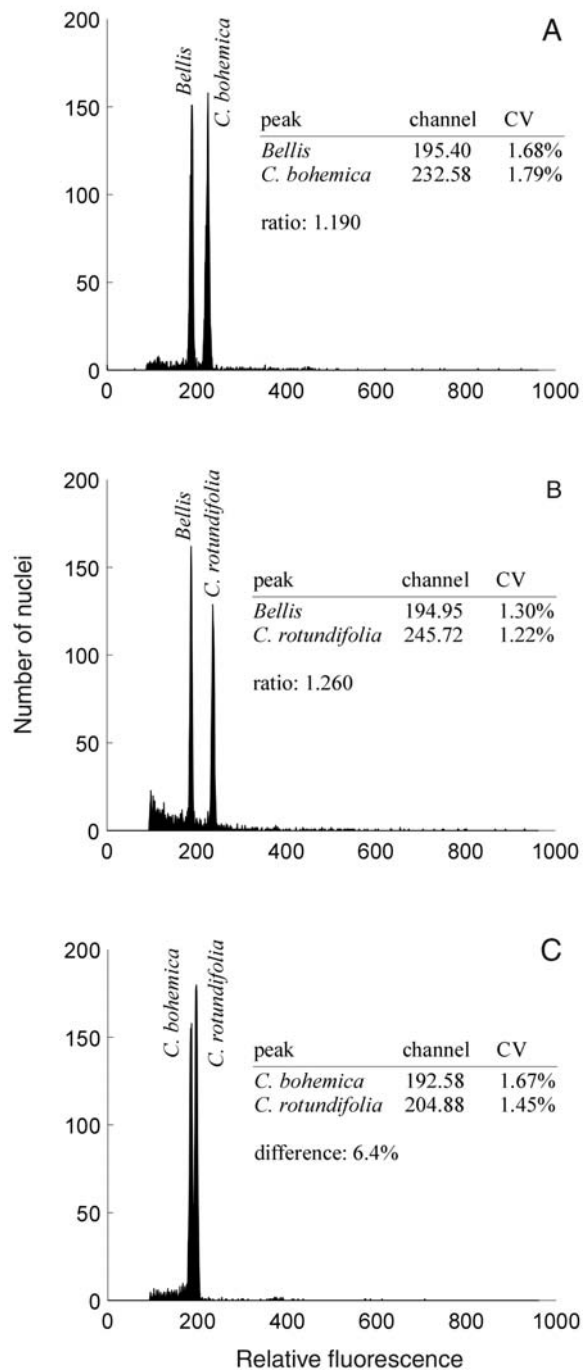 A
200
150
100
50
0
0 200 400 600 800 1000
Bellis
C. bohemica
peak channel CV
Bellis 195.40 1.68%
C. bohemica 232.58 1.79%
ratio: 1.190
B
200
150
100
50
0
0 200 400 600 800 1000
Bellis
C. rotundifolia
peak channel CV
Bellis 194.95 1.30%
C. rotundifolia 245.72 1.22%
ratio: 1.260
Number of nuclei
C
200
150
100
50
0
0 200 400 600 800 1000
C. bohemica
C. rotundifolia
peak channel CV
C. bohemica 192.58 1.67%
C. rotundifolia 204.88 1.45%
difference: 6.4%
Relative fluorescence